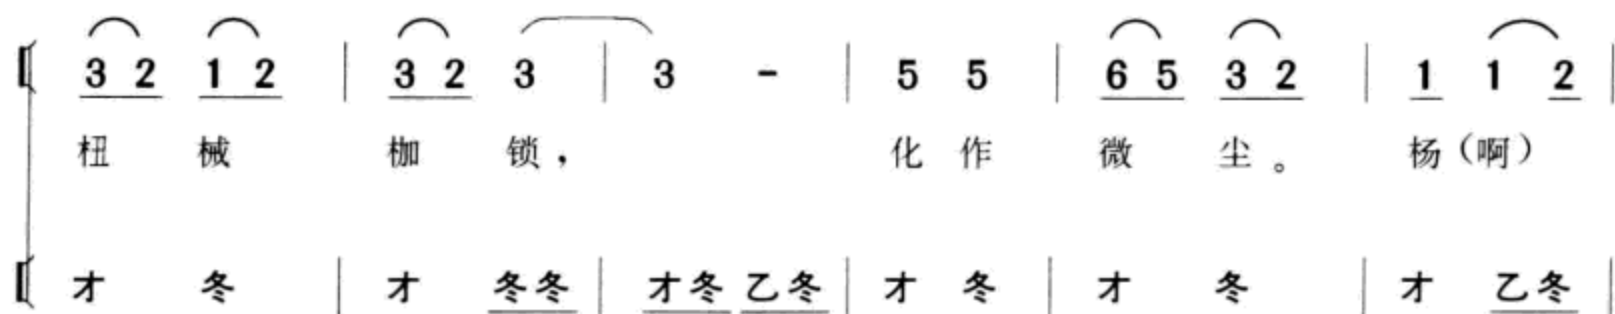 3 2 1 2 | 3 2 3 | 3 - | 5 5 | 6 5 3 2 | 1 1 2 |
杻 械 枷 锁， 化 作 微 尘。 杨（啊）
才 冬 | 才 冬冬 | 才冬 乙冬 | 才 冬 | 才 冬 | 才 乙冬 |